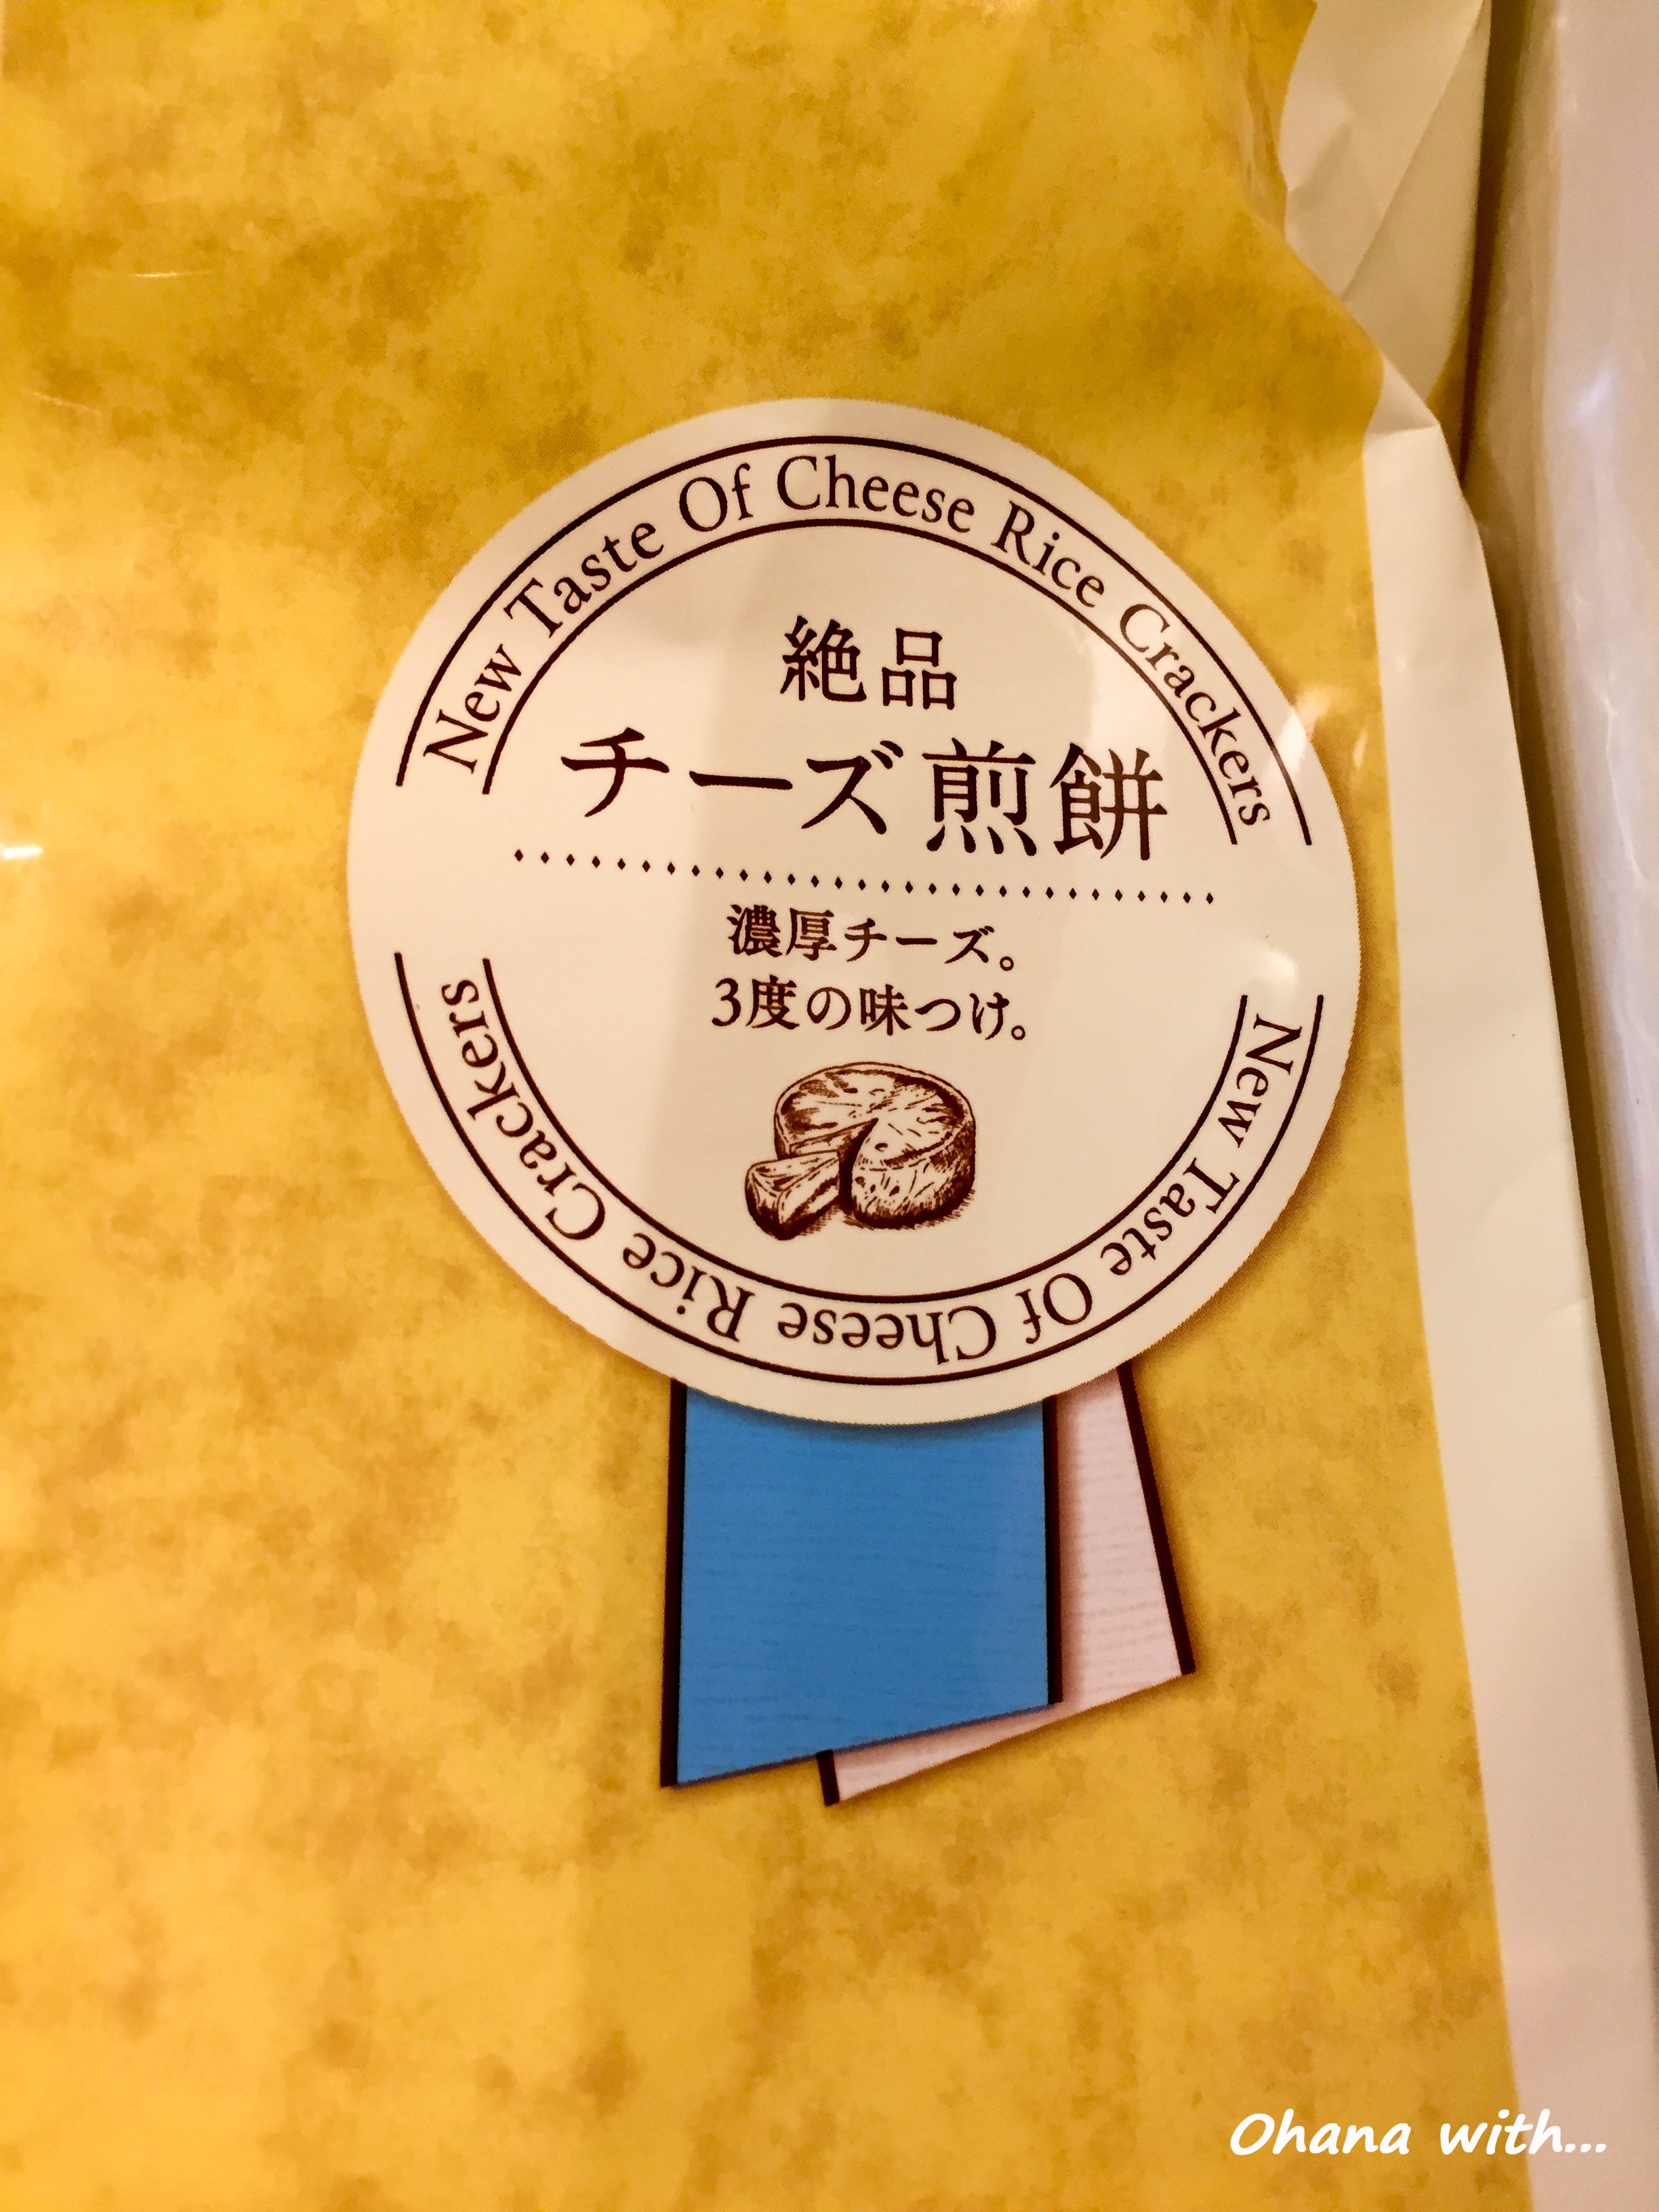 New Taste Of Cheese Rice Crackers
絶品
チーズ煎餅
濃厚チーズ。
3度の味つけ。
New Taste Of Cheese Rice Crackers
Ohana with...